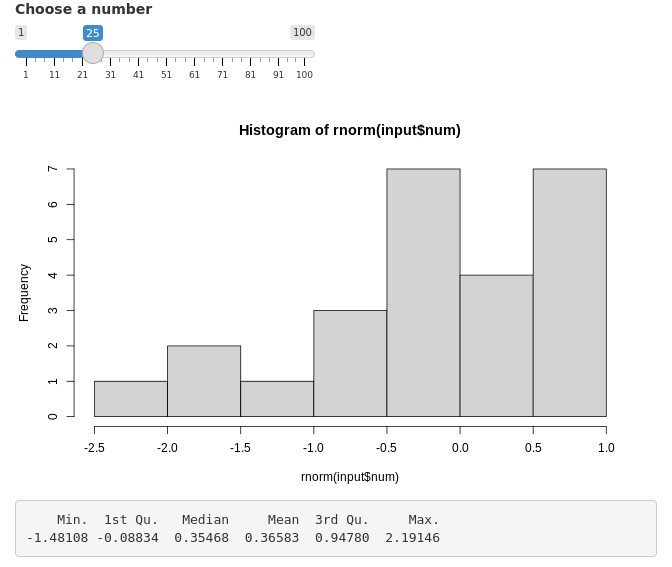 Choose a number
1 25 100
1 11 21 31 41 51 61 71 81 91 100
Histogram of rnorm(input$num)
7
6
5
4
3
2
1
0
Frequency
-2.5 -2.0 -1.5 -1.0 -0.5 0.0 0.5 1.0
rnorm(input$num)
Min. 1st Qu. Median Mean 3rd Qu. Max.
-1.48108 -0.08834 0.35468 0.36583 0.94780 2.19146